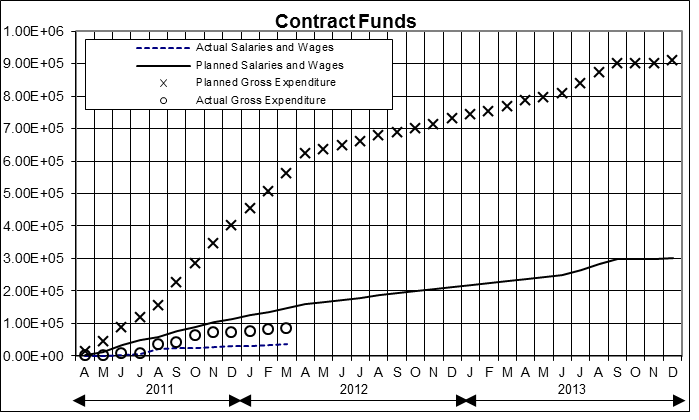 Contract Funds
Actual Salaries and Wages
Planned Salaries and Wages
Planned Gross Expenditure
Actual Gross Expenditure
1.00E+06
9.00E+05
8.00E+05
7.00E+05
6.00E+05
5.00E+05
4.00E+05
3.00E+05
2.00E+05
1.00E+05
0.00E+00
A M J J A S O N D J F M A M J J A S O N D J F M A M J J A S O N D
2011 2012 2013